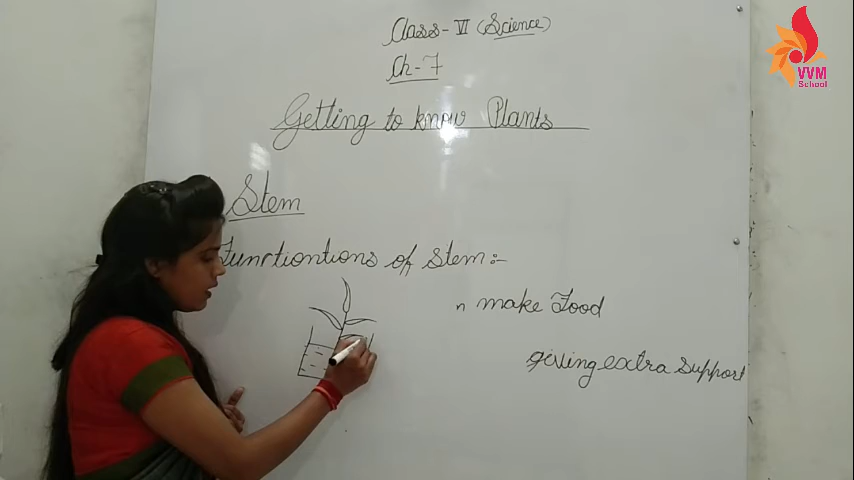 Class - VI (Science)
Ch - 7
Getting to know Plants
Stem
Functiontions of stem :-
n make Food
giving extra support
VVM
School